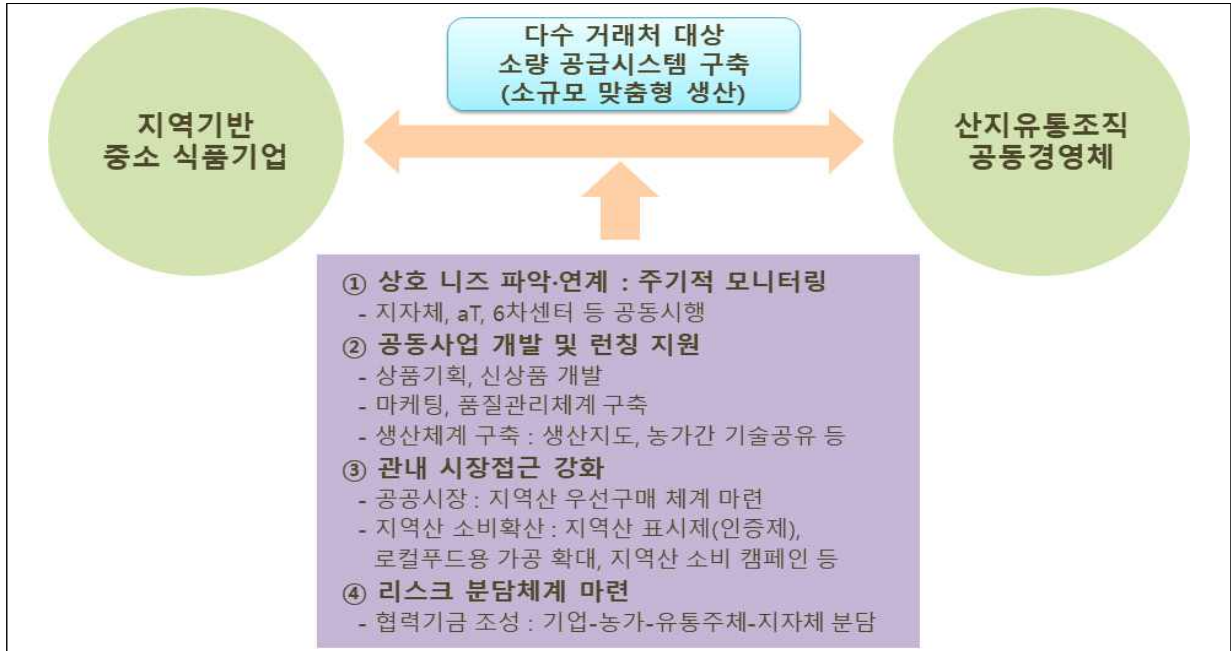 다수 거래처 대상
소량 공급시스템 구축
(소규모 맞춤형 생산)
지역기반
중소 식품기업
산지유통조직
공동경영체
① 상호 니즈 파악·연계 : 주기적 모니터링
- 지자체, aT, 6차센터 등 공동시행
② 공동사업 개발 및 런칭 지원
- 상품기획, 신상품 개발
- 마케팅, 품질관리체계 구축
- 생산체계 구축 : 생산지도, 농가간 기술공유 등
③ 관내 시장접근 강화
- 공공시장 : 지역산 우선구매 체계 마련
- 지역산 소비확산 : 지역산 표시제(인증제),
로컬푸드용 가공 확대, 지역산 소비 캠페인 등
④ 리스크 분담체계 마련
- 협력기금 조성 : 기업-농가-유통주체-지자체 분담